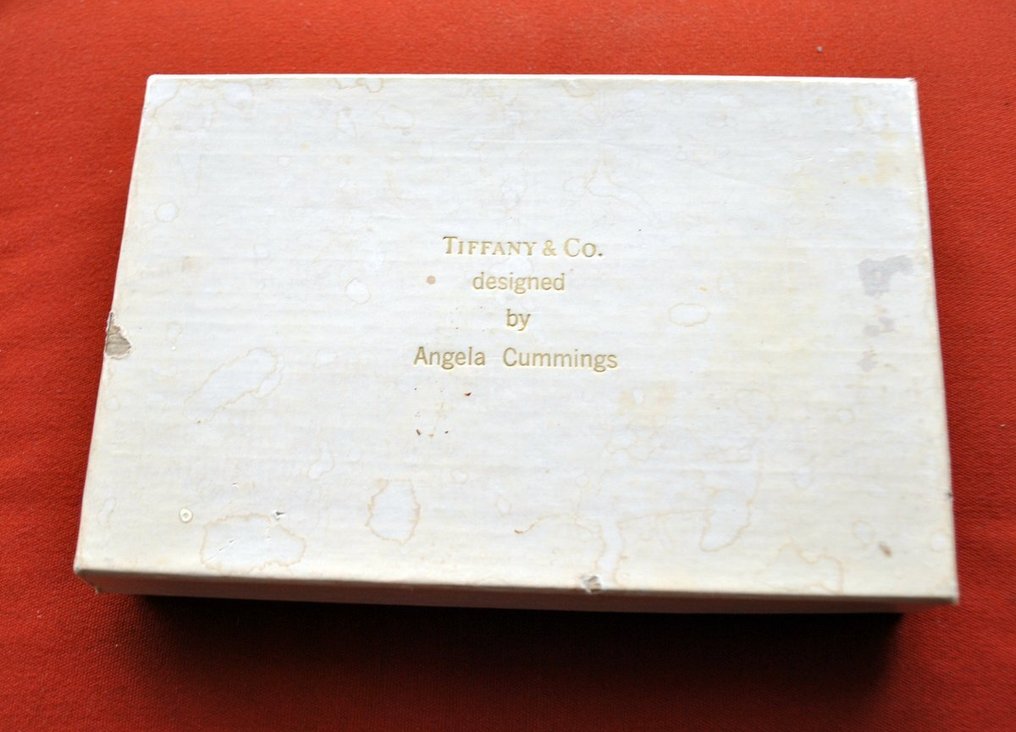 Tiffany & Co.
designed
by
Angela Cummings